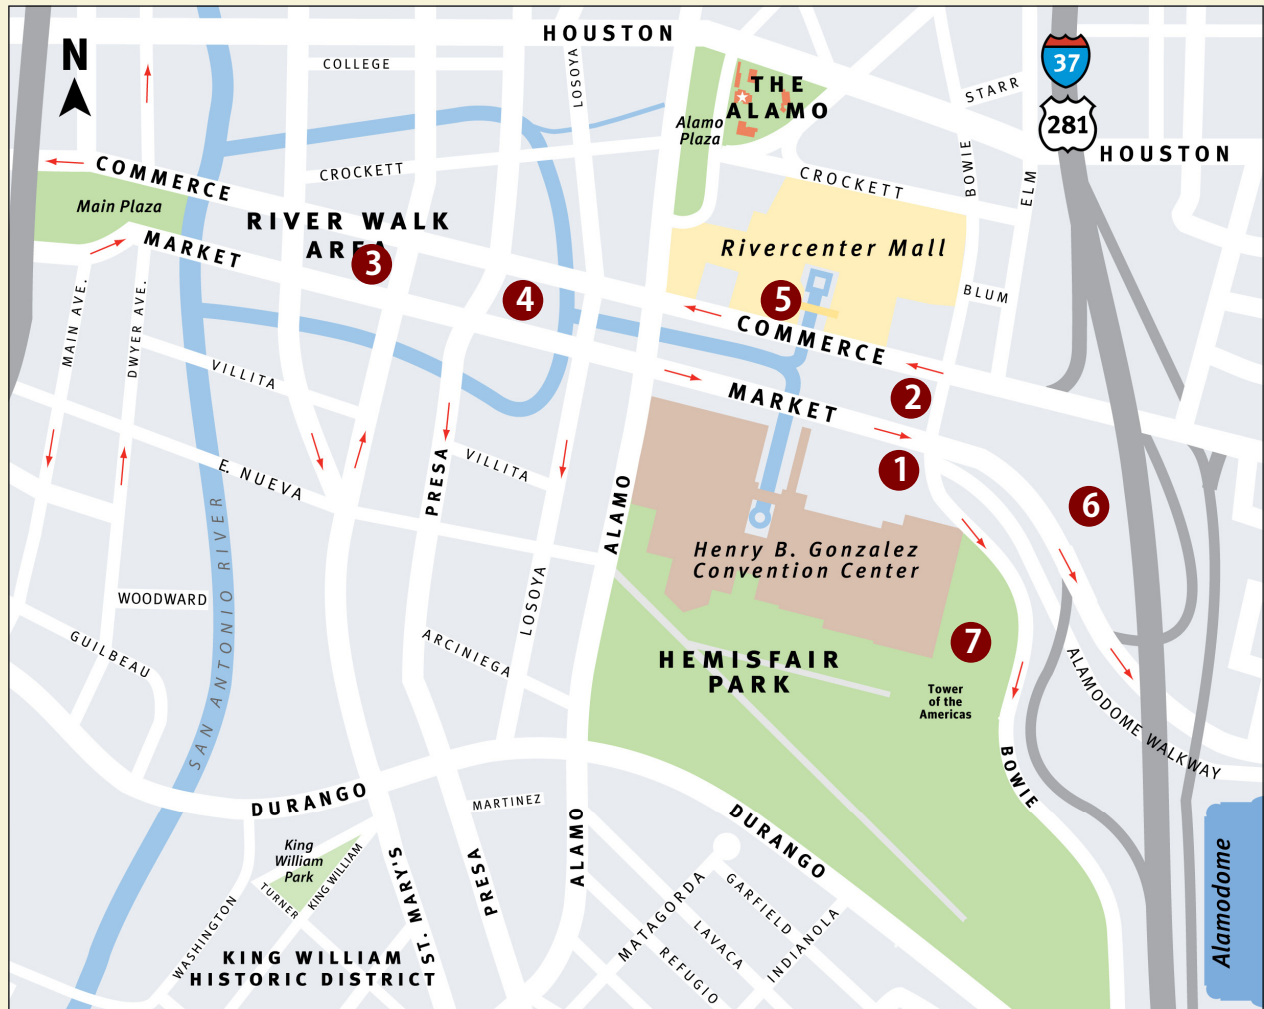 HOUSTON
N
COLLEGE
LOSOYA
37
281
STARR
THE
ALAMO
Alamo
Plaza
HOUSTON
COMMERCE
CROCKETT
CROCKETT
BOWIE
ELM
Main Plaza
RIVER WALK
AREA
MARKET
Rivercenter Mall
3
4
5
BLUM
MAIN AVE.
DWYER AVE.
COMMERCE
VILLITA
MARKET
2
1
E. NUEVA
PRESA
VILLITA
ALAMO
6
SAN ANTONIO RIVER
Henry B. Gonzalez
Convention Center
WOODWARD
LOSOYA
GUILBEAU
ARCINIEGA
7
HEMISFAIR
PARK
Tower
of the
Americas
ALAMODOME WALKWAY
BOWIE
DURANGO
MARTINEZ
ALAMO
DURANGO
King
William
Park
TURNER
KING WILLIAM
ST. MARY'S
PRESA
Alamodome
MATAGORDA
GARFIELD
WASHINGTON
LAVACA
INDIANOLA
REFUGIO
KING WILLIAM
HISTORIC DISTRICT